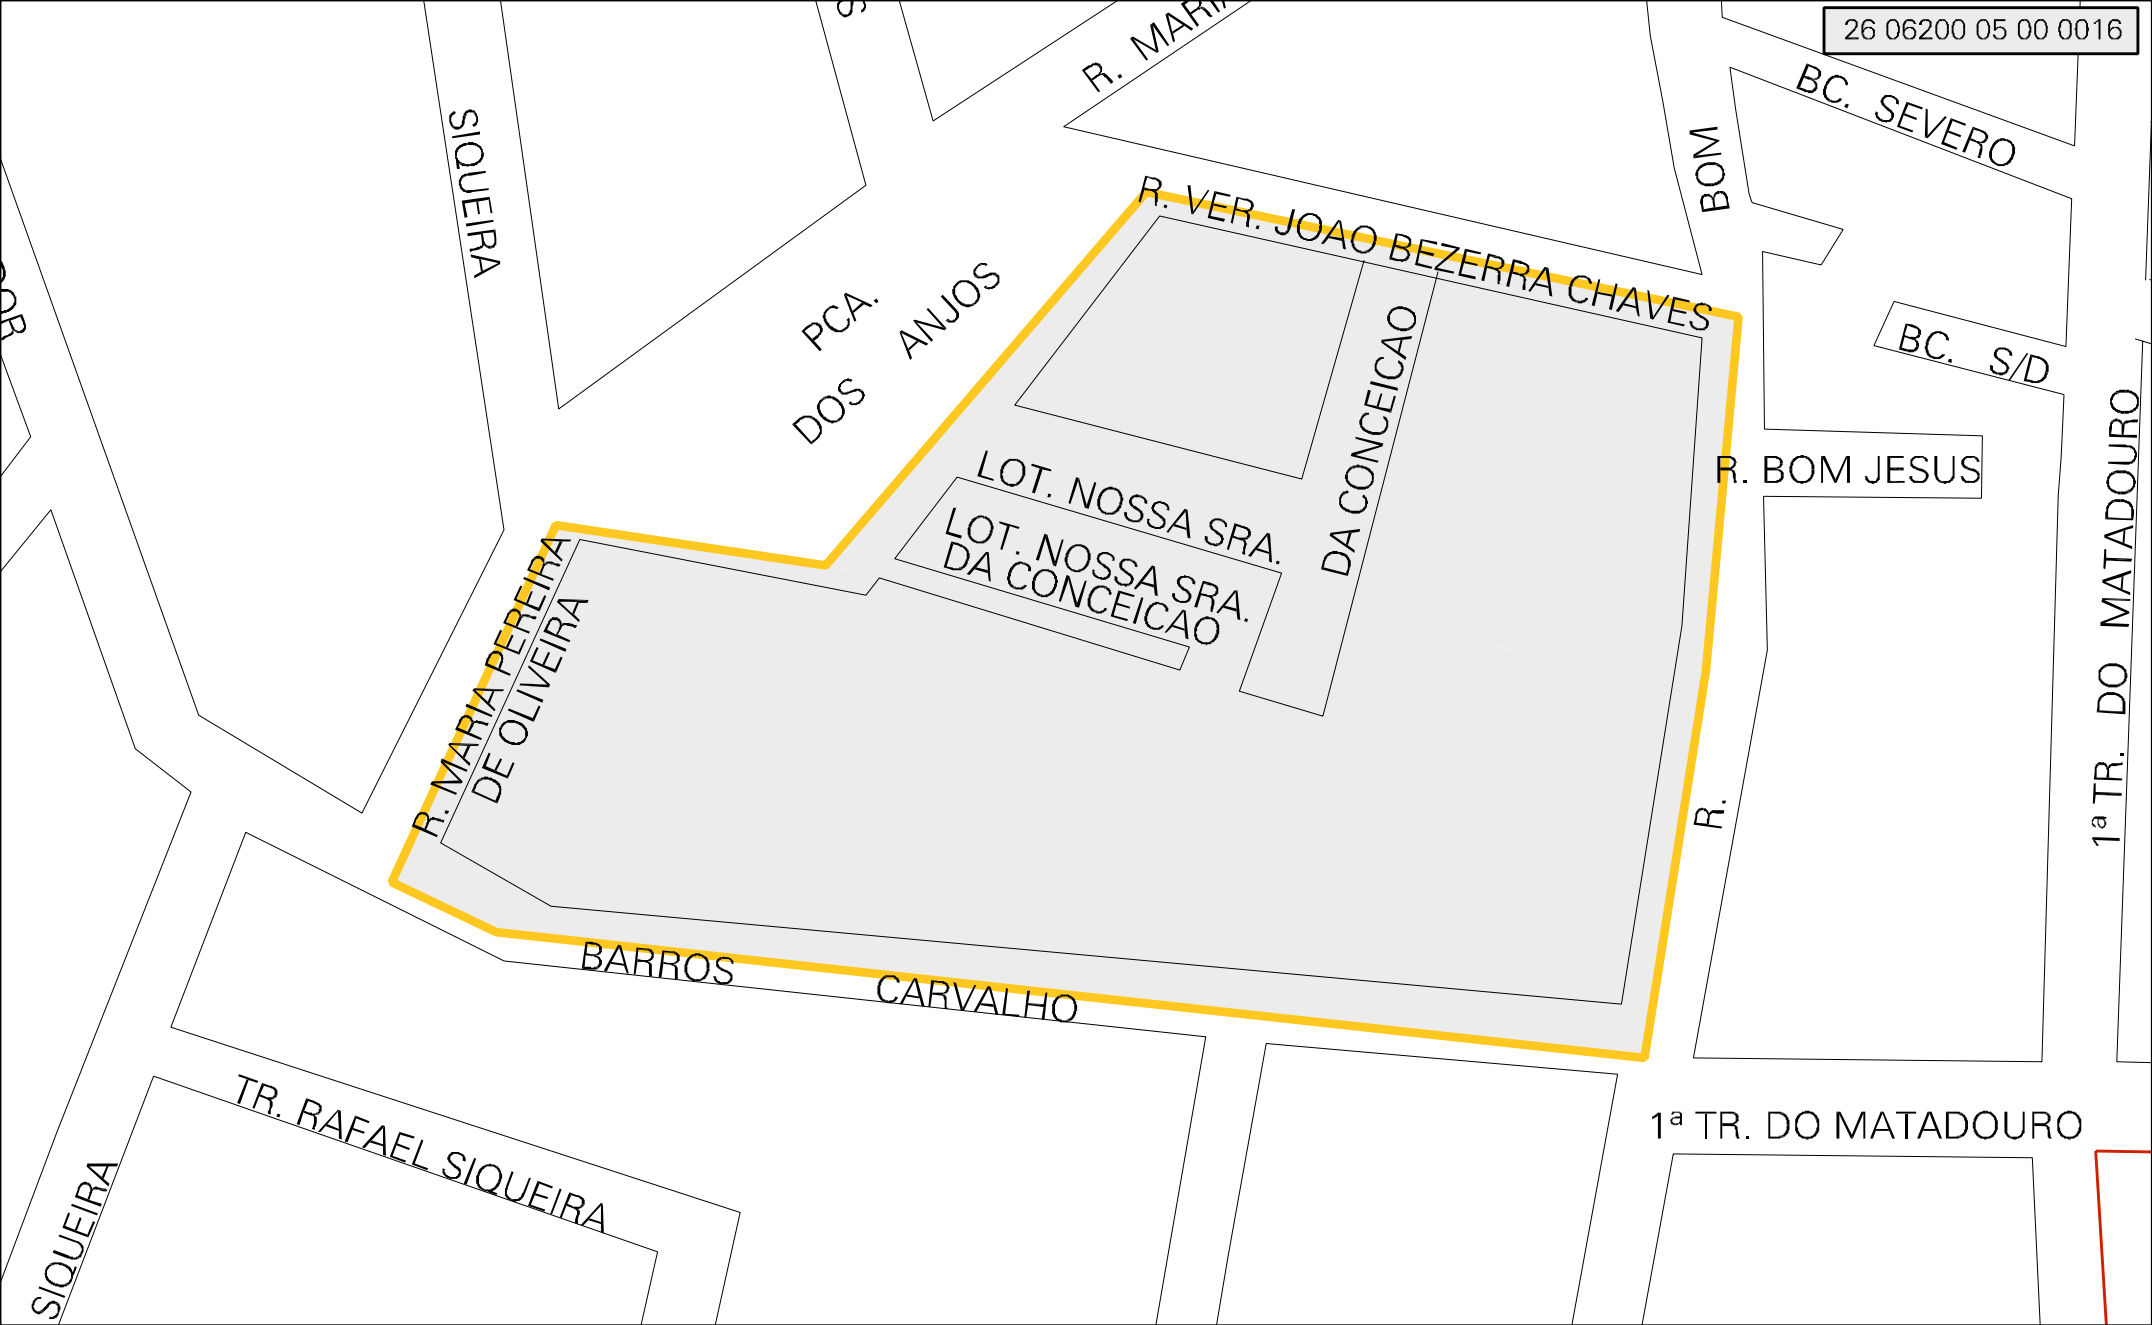 26 06200 05 00 0016
R. MARIA
BC. SEVERO
SIQUEIRA
BOM
R. VER. JOAO BEZERRA CHAVES
PCA.
DOS ANJOS
BC. S/D
DA CONCEICAO
R. BOM JESUS
LOT. NOSSA SRA.
LOT. NOSSA SRA.
DA CONCEICAO
1ª TR. DO MATADOURO
R. MARIA PEREIRA
DE OLIVEIRA
R.
BARROS CARVALHO
TR. RAFAEL SIQUEIRA
1ª TR. DO MATADOURO
SIQUEIRA